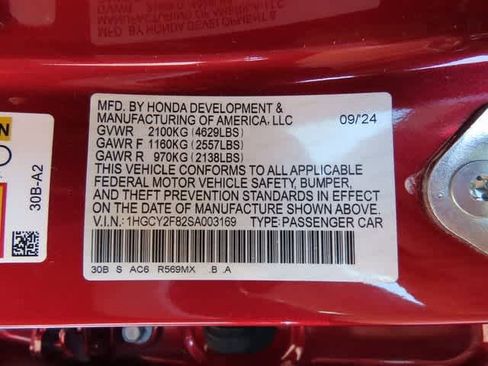 MFD. BY HONDA DEVELOPMENT &
MANUFACTURING OF AMERICA, LLC 09/24
GVWR 2100KG (4629LBS)
GAWR F 1160KG (2557LBS)
GAWR R 970KG (2138LBS)
THIS VEHICLE CONFORMS TO ALL APPLICABLE
FEDERAL MOTOR VEHICLE SAFETY, BUMPER,
AND THEFT PREVENTION STANDARDS IN EFFECT
ON THE DATE OF MANUFACTURE SHOWN ABOVE.
V.I.N: 1HGCY2F82SA003169 TYPE:PASSENGER CAR
30B S AC6 R569MX .B .A
30B-A2